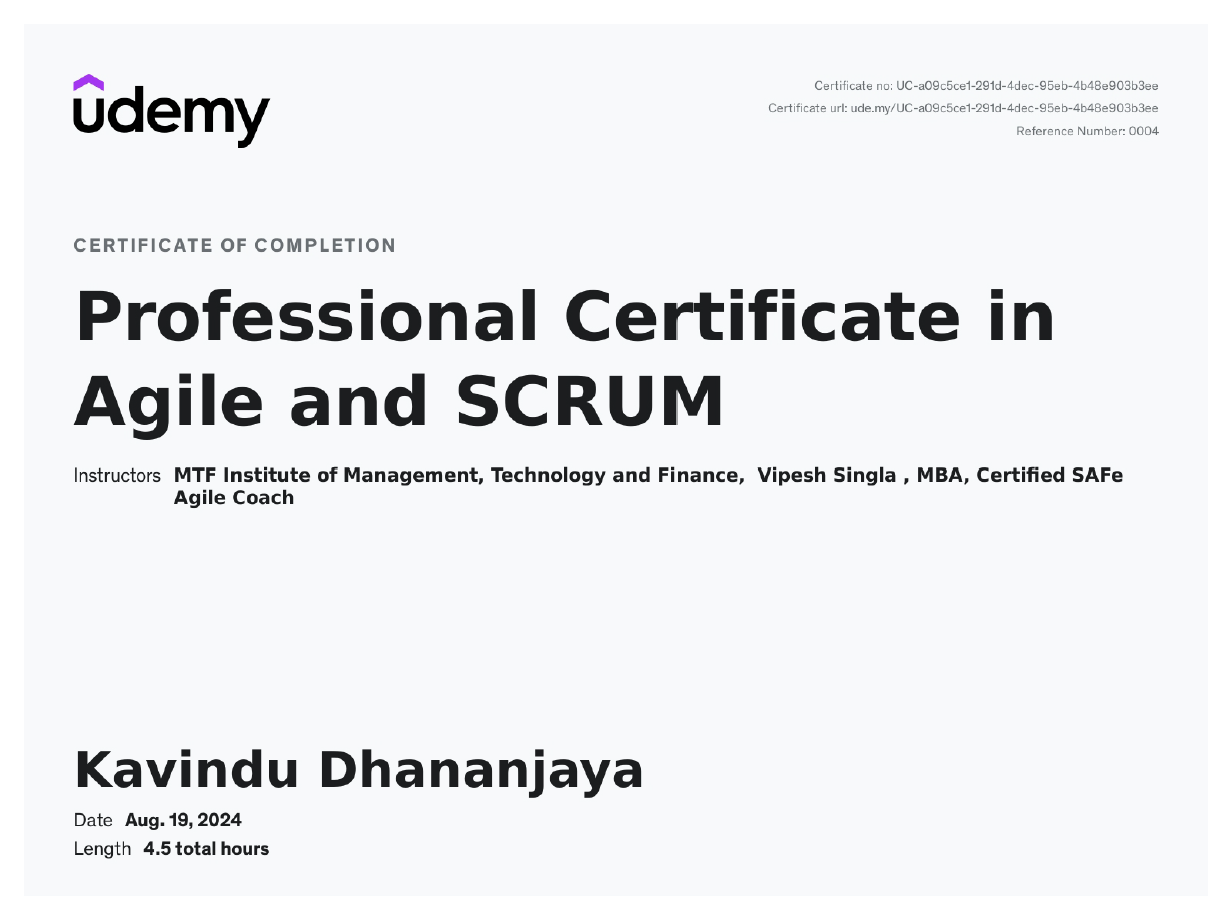 udemy
Certificate no: UC-a09c5ce1-291d-4dec-95eb-4b48e903b3ee
Certificate url: ude.my/UC-a09c5ce1-291d-4dec-95eb-4b48e903b3ee
Reference Number: 0004
CERTIFICATE OF COMPLETION
Professional Certificate in
Agile and SCRUM
Instructors MTF Institute of Management, Technology and Finance, Vipesh Singla , MBA, Certified SAFe
Agile Coach
Kavindu Dhananjaya
Date Aug. 19, 2024
Length 4.5 total hours